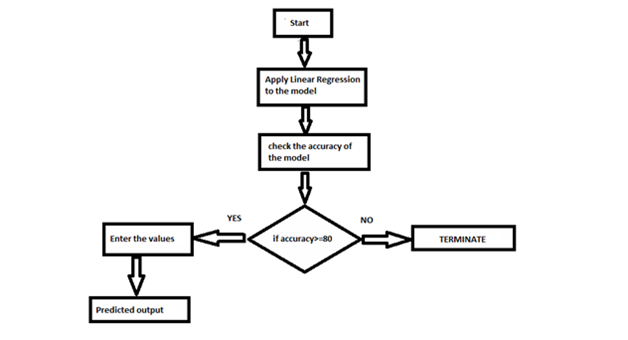 Start
Apply Linear Regression
to the model
check the accuracy of
the model
YES
NO
Enter the values
if accuracy>=80
TERMINATE
Predicted output